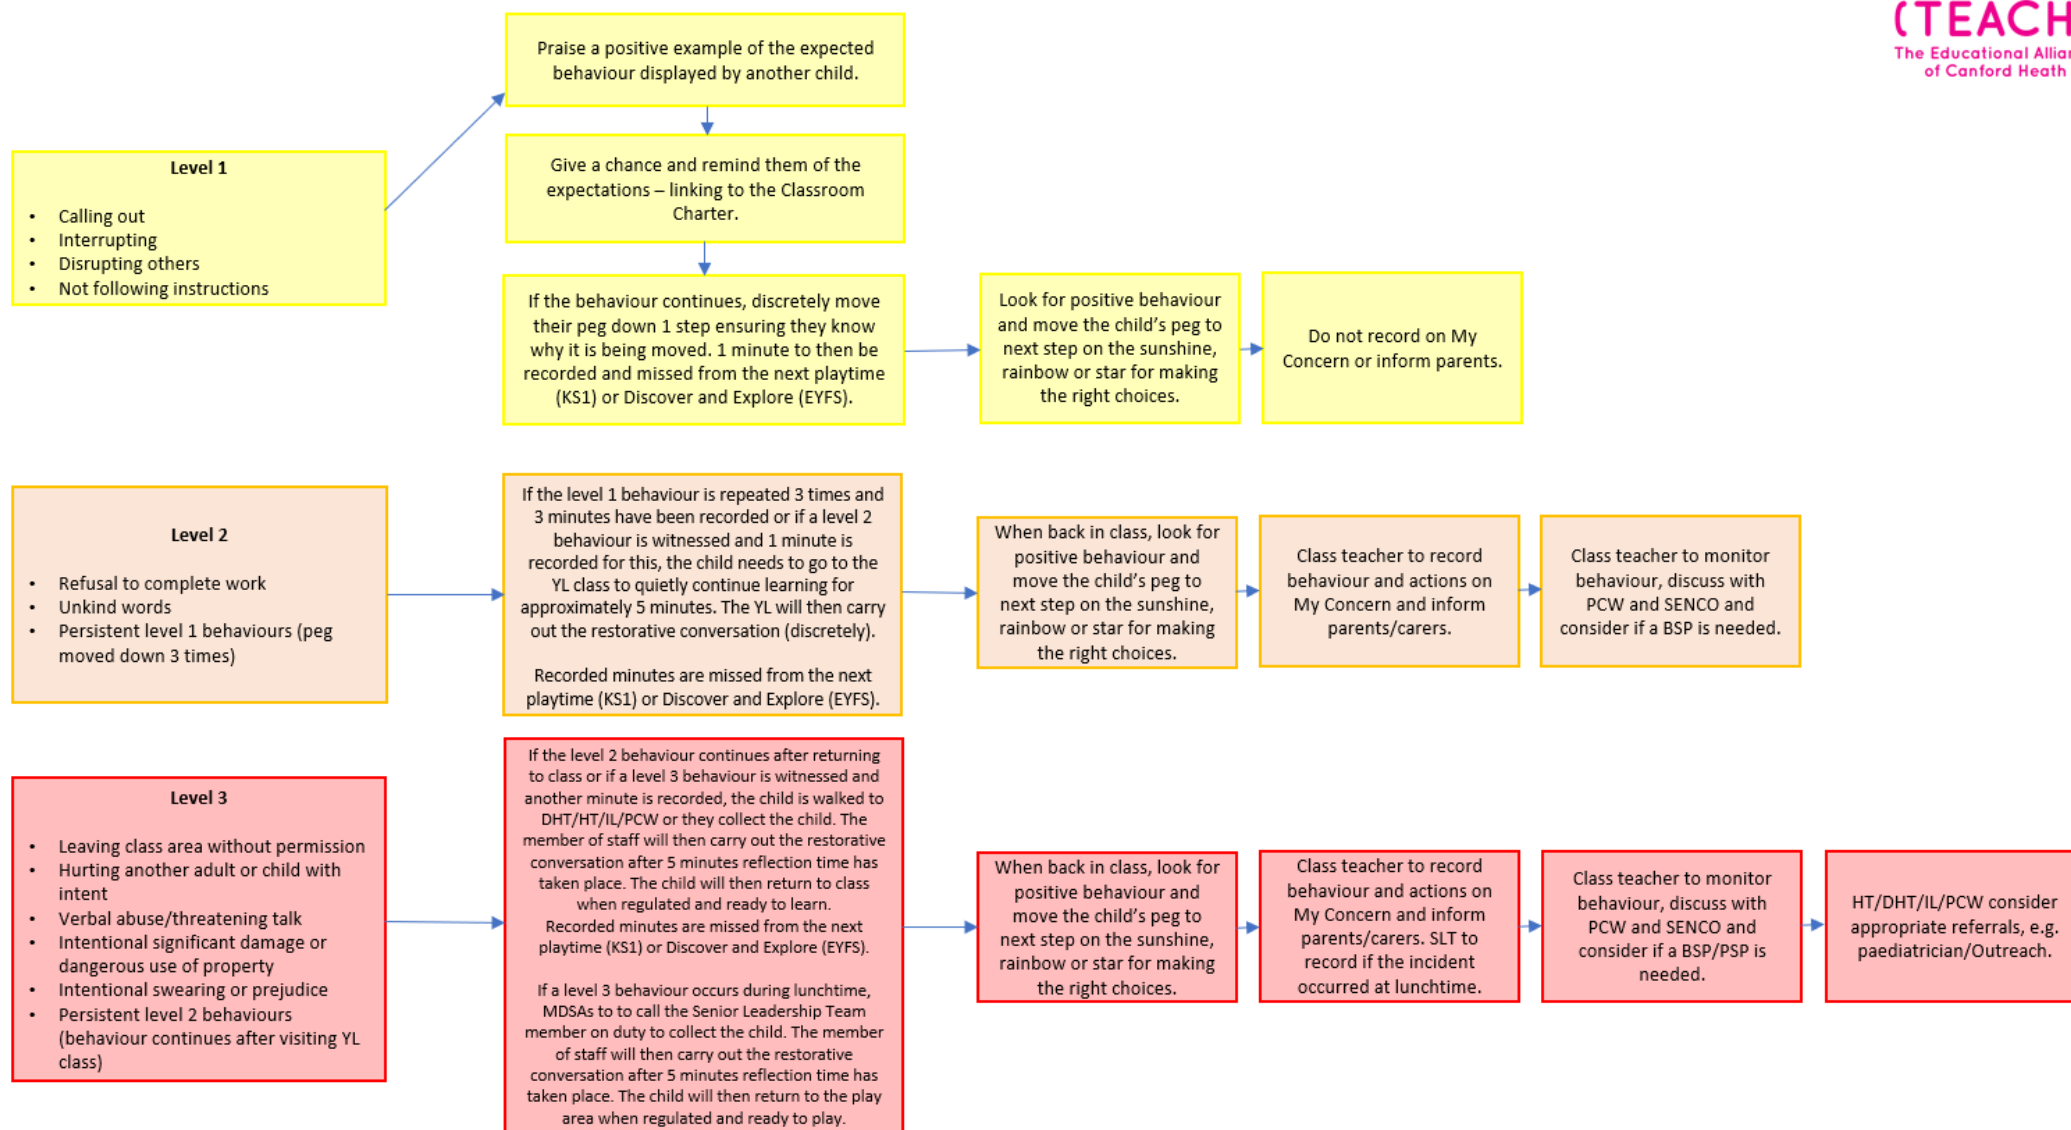 (TEACH
The Educational Allian
of Canford Heath
Praise a positive example of the expected
behaviour displayed by another child.
Give a chance and remind them of the
expectations – linking to the Classroom
Charter.
Level 1
• Calling out
• Interrupting
• Disrupting others
• Not following instructions
If the behaviour continues, discretely move
their peg down 1 step ensuring they know
why it is being moved. 1 minute to then be
recorded and missed from the next playtime
(KS1) or Discover and Explore (EYFS).
Look for positive behaviour
and move the child's peg to
next step on the sunshine,
rainbow or star for making
the right choices.
Do not record on My
Concern or inform parents.
Level 2
• Refusal to complete work
• Unkind words
• Persistent level 1 behaviours (peg
moved down 3 times)
If the level 1 behaviour is repeated 3 times and
3 minutes have been recorded or if a level 2
behaviour is witnessed and 1 minute is
recorded for this, the child needs to go to the
YL class to quietly continue learning for
approximately 5 minutes. The YL will then carry
out the restorative conversation (discretely).
Recorded minutes are missed from the next
playtime (KS1) or Discover and Explore (EYFS).
When back in class, look for
positive behaviour and
move the child's peg to
next step on the sunshine,
rainbow or star for making
the right choices.
Class teacher to record
behaviour and actions on
My Concern and inform
parents/carers.
Class teacher to monitor
behaviour, discuss with
PCW and SENCO and
consider if a BSP is needed.
Level 3
• Leaving class area without permission
• Hurting another adult or child with
intent
• Verbal abuse/threatening talk
• Intentional significant damage or
dangerous use of property
• Intentional swearing or prejudice
• Persistent level 2 behaviours
(behaviour continues after visiting YL
class)
If the level 2 behaviour continues after returning
to class or if a level 3 behaviour is witnessed and
another minute is recorded, the child is walked to
DHT/HT/IL/PCW or they collect the child. The
member of staff will then carry out the restorative
conversation after 5 minutes reflection time has
taken place. The child will then return to class
when regulated and ready to learn.
Recorded minutes are missed from the next
playtime (KS1) or Discover and Explore (EYFS).
If a level 3 behaviour occurs during lunchtime,
MDSAs to to call the Senior Leadership Team
member on duty to collect the child. The member
of staff will then carry out the restorative
conversation after 5 minutes reflection time has
taken place. The child will then return to the play
area when regulated and ready to play.
When back in class, look for
positive behaviour and
move the child's peg to
next step on the sunshine,
rainbow or star for making
the right choices.
Class teacher to record
behaviour and actions on
My Concern and inform
parents/carers. SLT to
record if the incident
occurred at lunchtime.
Class teacher to monitor
behaviour, discuss with
PCW and SENCO and
consider if a BSP/PSP is
needed.
HT/DHT/IL/PCW consider
appropriate referrals, e.g.
paediatrician/Outreach.